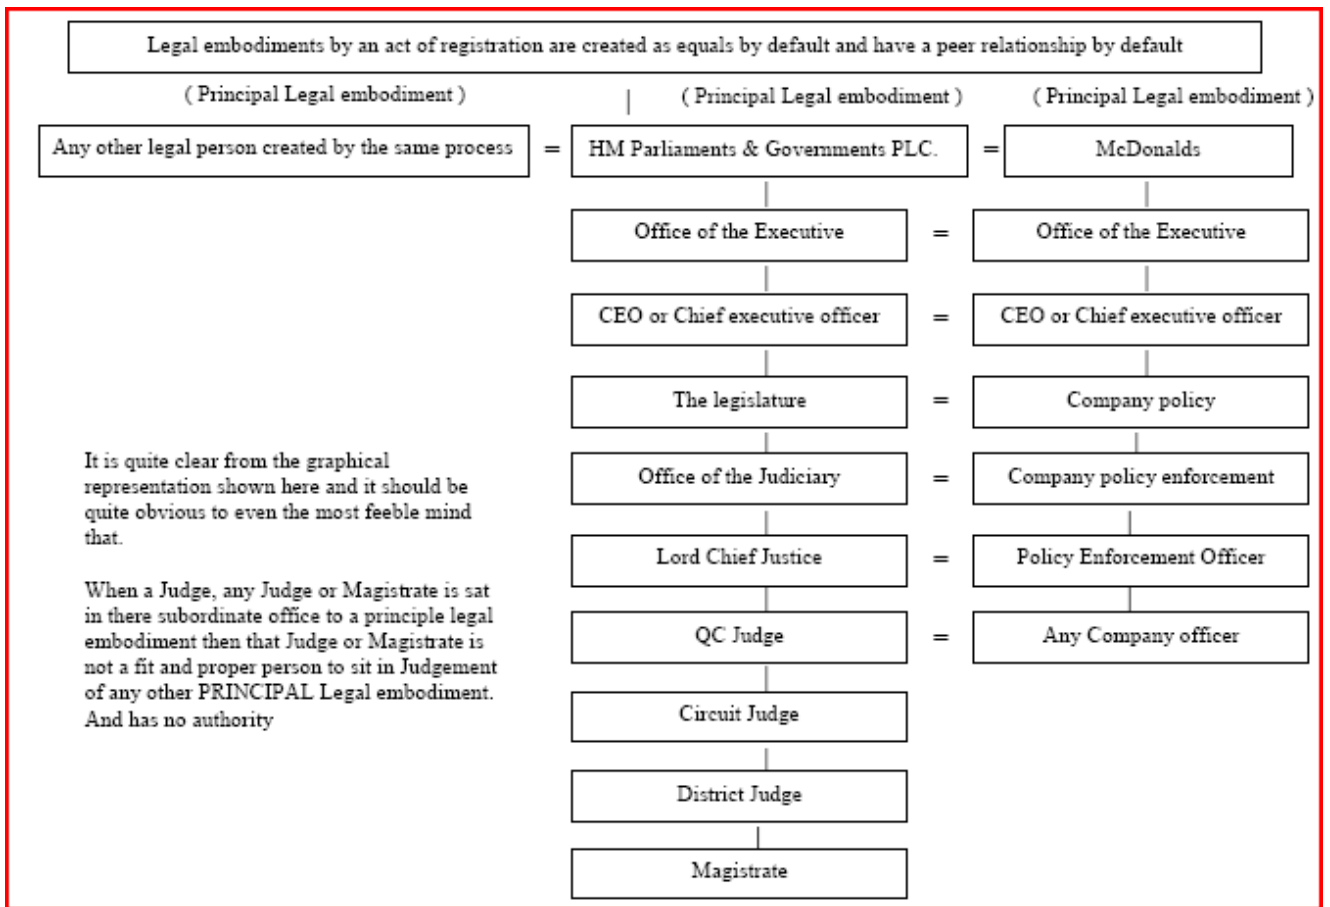 Legal embodiments by an act of registration are created as equals by default and have a peer relationship by default
( Principal Legal embodiment )
( Principal Legal embodiment )
( Principal Legal embodiment )
Any other legal person created by the same process
=
HM Parliaments & Governments PLC.
=
McDonalds
Office of the Executive
=
Office of the Executive
CEO or Chief executive officer
=
CEO or Chief executive officer
The legislature
=
Company policy
Office of the Judiciary
=
Company policy enforcement
Lord Chief Justice
=
Policy Enforcement Officer
QC Judge
=
Any Company officer
Circuit Judge
District Judge
Magistrate
It is quite clear from the graphical
representation shown here and it should be
quite obvious to even the most feeble mind
that.
When a Judge, any Judge or Magistrate is sat
in there subordinate office to a principle legal
embodiment then that Judge or Magistrate is
not a fit and proper person to sit in Judgement
of any other PRINCIPAL Legal embodiment.
And has no authority